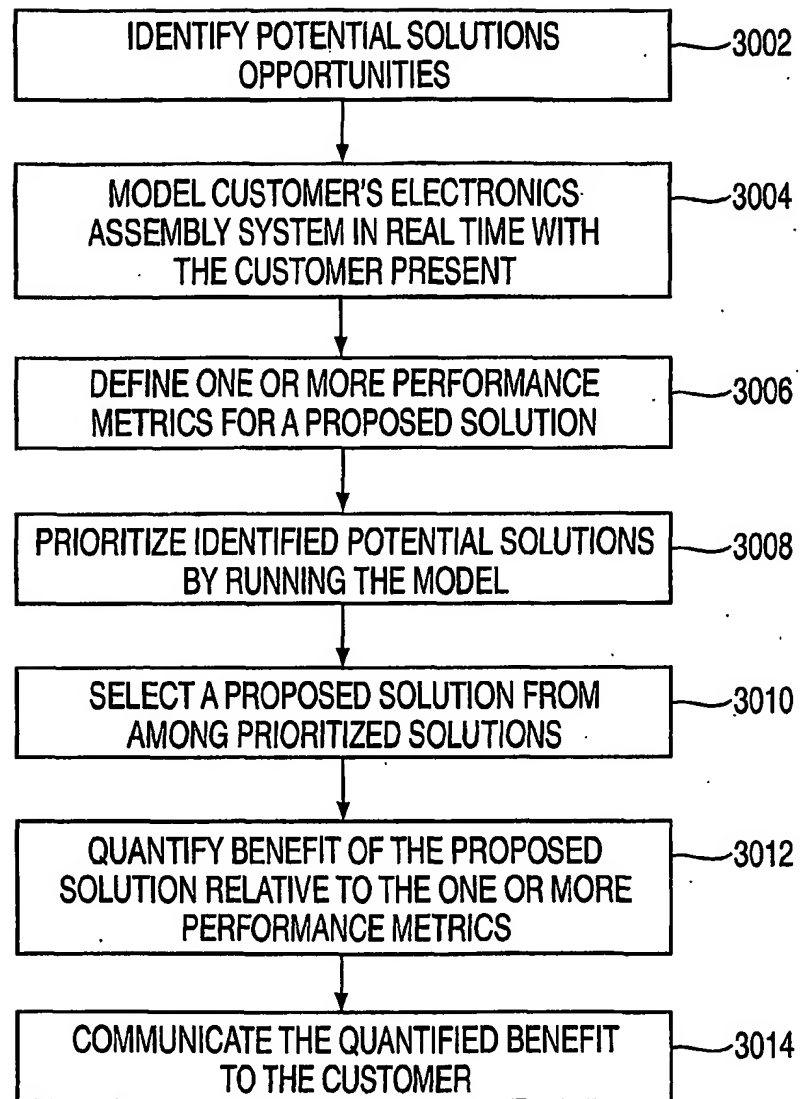 IDENTIFY POTENTIAL SOLUTIONS
OPPORTUNITIES
3002
MODEL CUSTOMER'S ELECTRONICS
ASSEMBLY SYSTEM IN REAL TIME WITH
THE CUSTOMER PRESENT
3004
DEFINE ONE OR MORE PERFORMANCE
METRICS FOR A PROPOSED SOLUTION
3006
PRIORITIZE IDENTIFIED POTENTIAL SOLUTIONS
BY RUNNING THE MODEL
3008
SELECT A PROPOSED SOLUTION FROM
AMONG PRIORITIZED SOLUTIONS
3010
QUANTIFY BENEFIT OF THE PROPOSED
SOLUTION RELATIVE TO THE ONE OR MORE
PERFORMANCE METRICS
3012
COMMUNICATE THE QUANTIFIED BENEFIT
TO THE CUSTOMER
3014